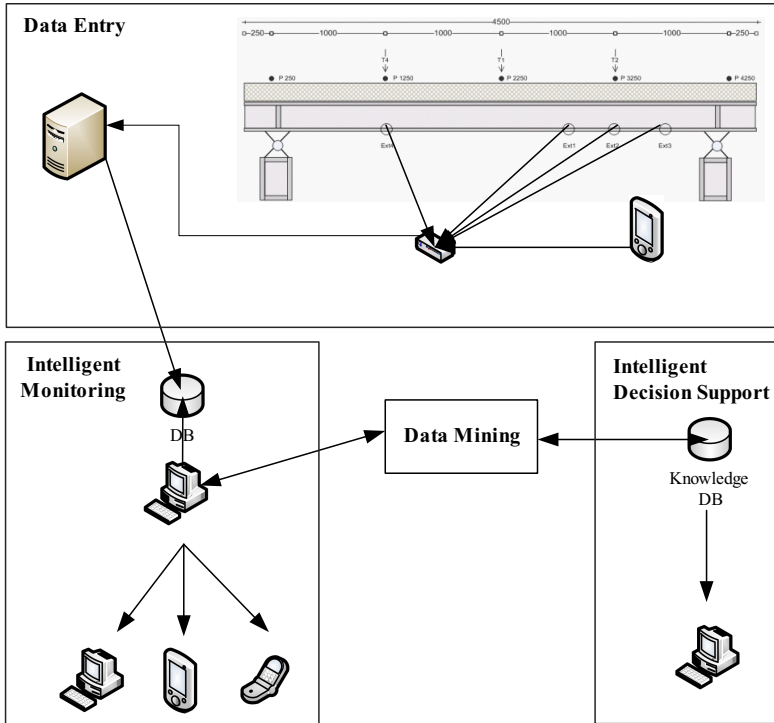 Data Entry
4500
250
1000
1000
1000
1000
250
T4
T1
T2
P 250
P 1250
P 2250
P 3250
P 4250
Ext4
Ext1
Ext2
Ext3
Intelligent
Monitoring
DB
Data Mining
Intelligent
Decision Support
Knowledge
DB